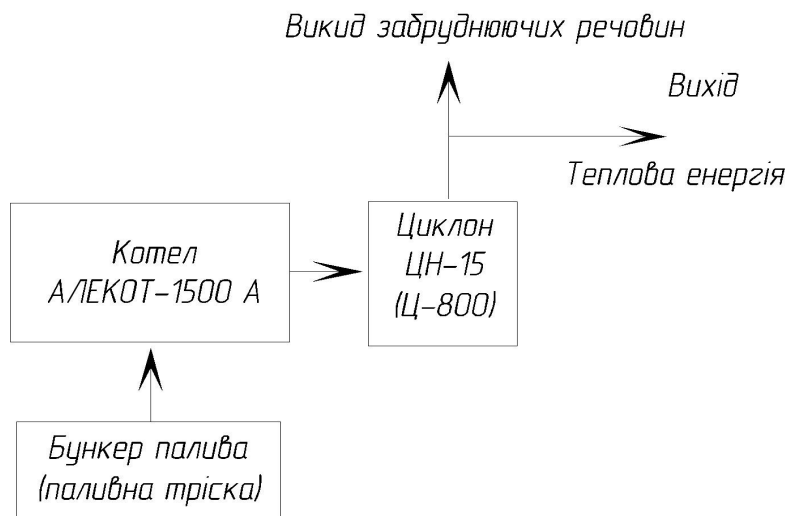 Викид забруднюючих речовин
Вихід
Теплова енергія
Котел
АЛЕКОТ-1500 А
Циклон
ЦН-15
(Ц-800)
Бункер палива
(паливна тріска)